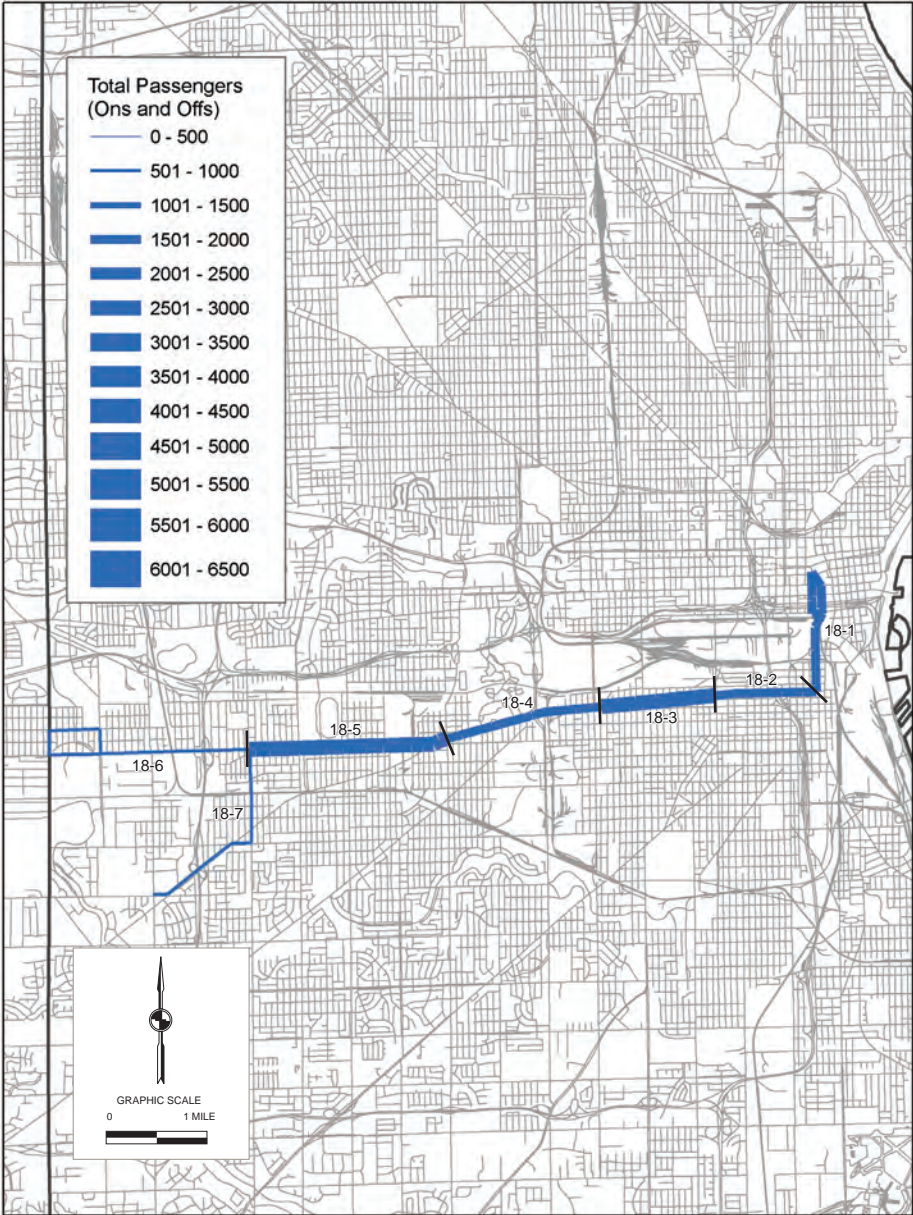 Total Passengers
(Ons and Offs)
0 - 500
501 - 1000
1001 - 1500
1501 - 2000
2001 - 2500
2501 - 3000
3001 - 3500
3501 - 4000
4001 - 4500
4501 - 5000
5001 - 5500
5501 - 6000
6001 - 6500
18-1
18-2
18-3
18-4
18-5
18-6
18-7
GRAPHIC SCALE
0 1 MILE